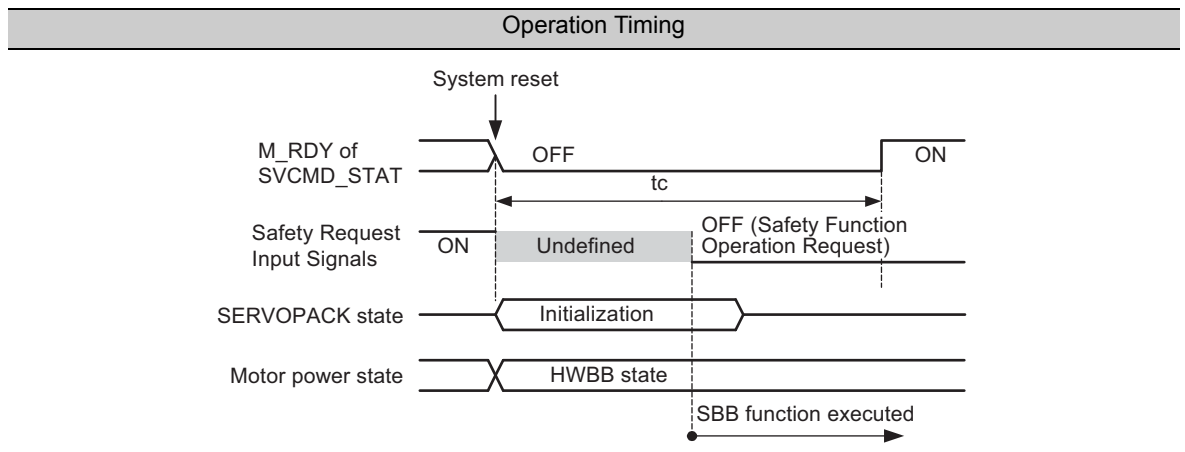 Operation Timing
System reset
M_RDY of
SVCMD_STAT
OFF
ON
tc
Safety Request
Input Signals
ON
Undefined
OFF (Safety Function
Operation Request)
SERVOPACK state
Initialization
Motor power state
HWBB state
SBB function executed